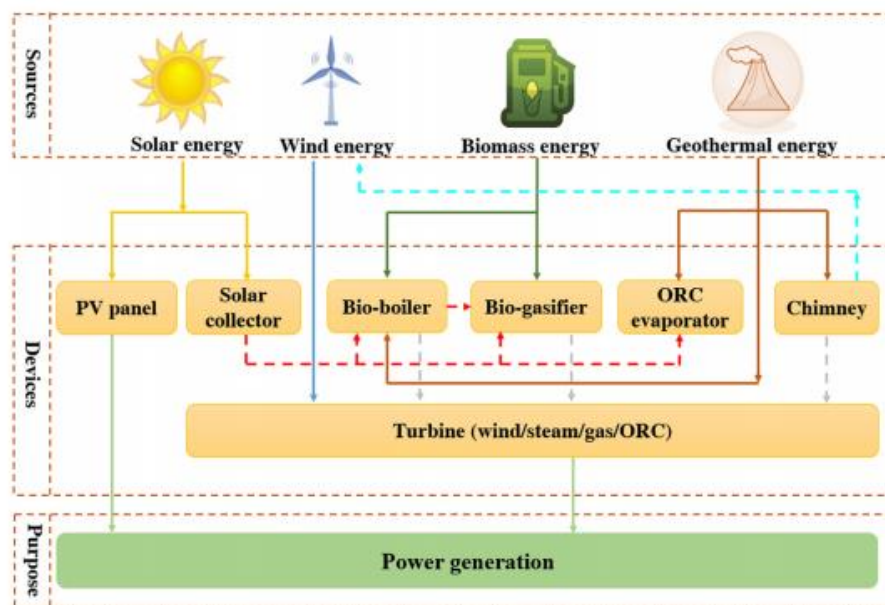 Sources
Solar energy
Wind energy
Biomass energy
Geothermal energy
Devices
PV panel
Solar
collector
Bio-boiler
Bio-gasifier
ORC
evaporator
Chimney
Turbine (wind/steam/gas/ORC)
Purpose
Power generation